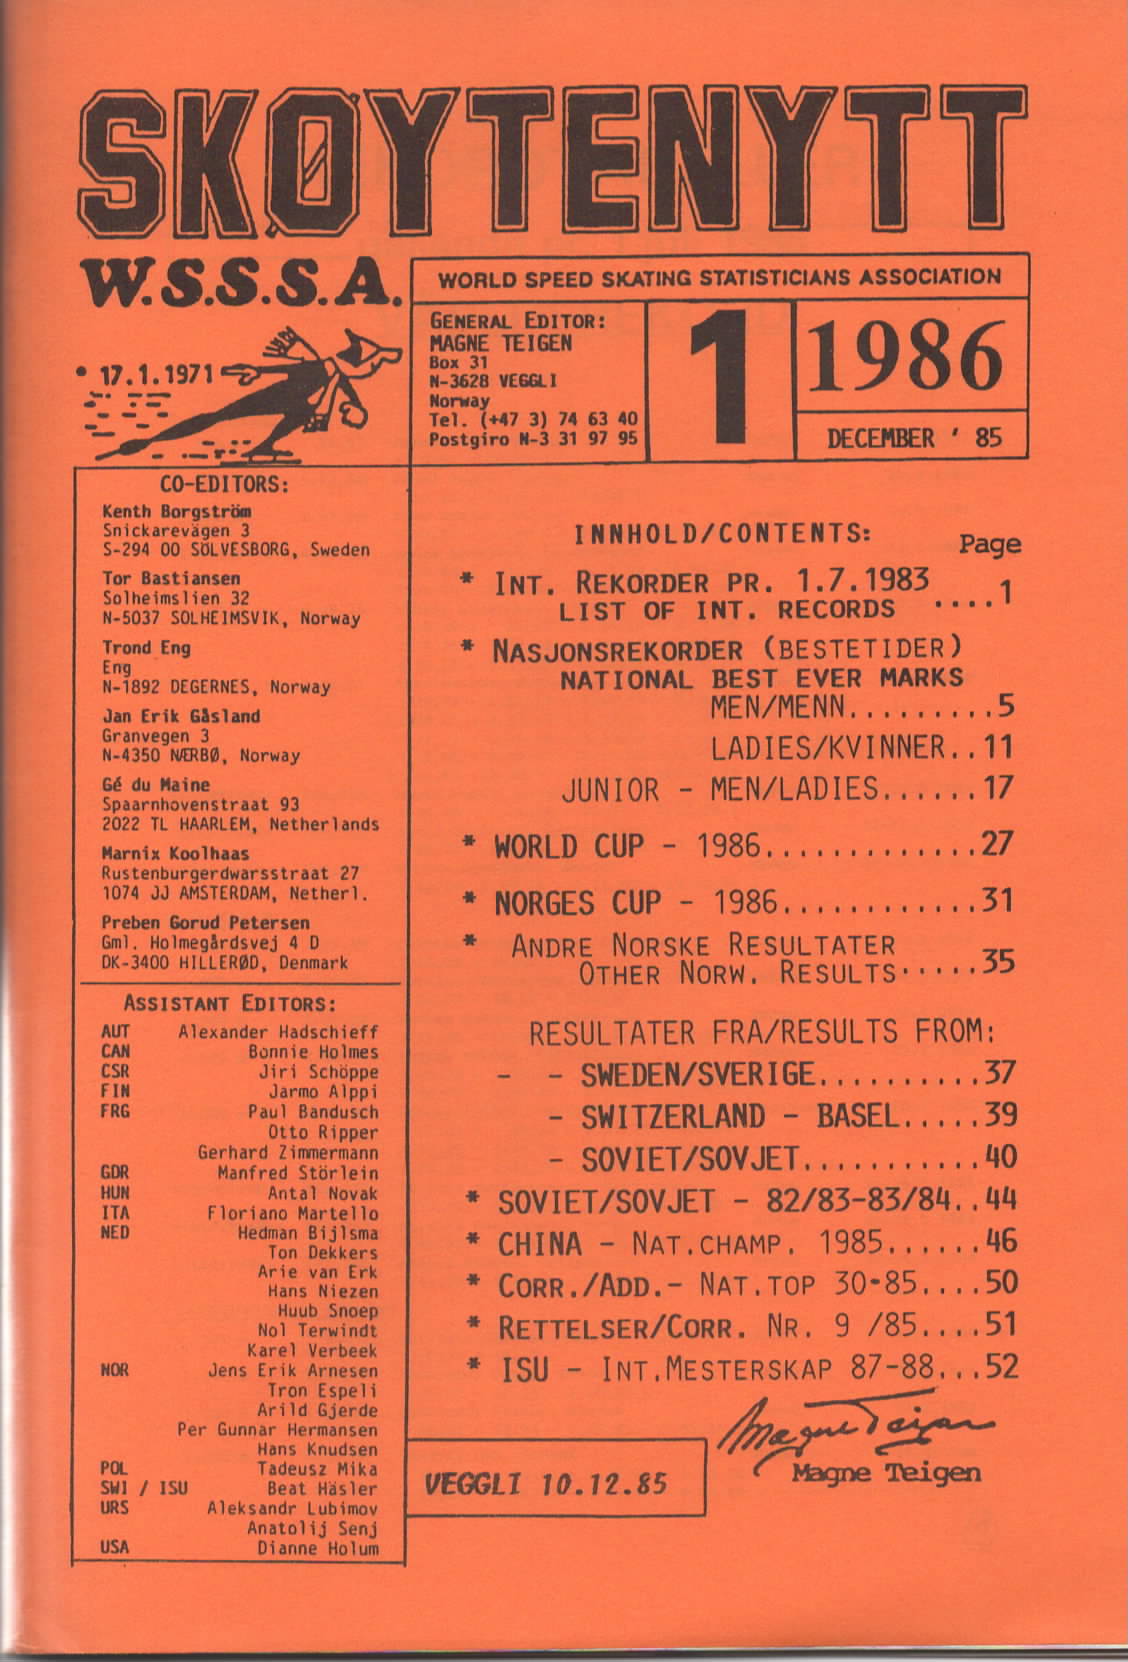 SKØYTENYTT
W.S.S.S.A.
• 17.1.1971
WORLD SPEED SKATING STATISTICIANS ASSOCIATION
GENERAL EDITOR:
MAGNE TEIGEN
Box 31
N-3628 VEGGLI
Norway
Tel. (+47 3) 74 63 40
Postgiro N-3 31 97 95
1
1986
DECEMBER ' 85
CO-EDITORS:
Kenth Borgström
Snickarevägen 3
S-294 00 SÖLVESBORG, Sweden
Tor Bastiansen
Solheimslien 32
N-5037 SOLHEIMSVIK, Norway
Trond Eng
Eng
N-1892 DEGERNES, Norway
Jan Erik Gåsland
Granvegen 3
N-4350 NÆRBØ, Norway
Gé du Maine
Spaarnhovenstraat 93
2022 TL HAARLEM, Netherlands
Marnix Koolhaas
Rustenburgerdwarsstraat 27
1074 JJ AMSTERDAM, Netherl.
Preben Gorud Petersen
Gml. Holmegårdsvej 4 D
DK-3400 HILLERØD, Denmark
ASSISTANT EDITORS:
AUT Alexander Hadschieff
CAN Bonnie Holmes
CSR Jiri Schöppe
FIN Jarmo Alppi
FRG Paul Bandusch
Otto Ripper
Gerhard Zimmermann
GDR Manfred Störlein
HUN Antal Novak
ITA Floriano Martello
NED Hedman Bijlsma
Ton Dekkers
Arie van Erk
Hans Niezen
Huub Snoep
Nol Terwindt
Karel Verbeek
NOR Jens Erik Arnesen
Tron Espeli
Arild Gjerde
Per Gunnar Hermansen
Hans Knudsen
POL Tadeusz Mika
SWI / ISU Beat Häsler
URS Aleksandr Lubimov
Anatolij Senj
USA Dianne Holum
INNHOLD/CONTENTS:
Page
* INT. REKORDER PR. 1.7.1983
LIST OF INT. RECORDS ....1
* NASJONSREKORDER (BESTETIDER)
NATIONAL BEST EVER MARKS
MEN/MENN.........5
LADIES/KVINNER..11
JUNIOR - MEN/LADIES......17
* WORLD CUP - 1986.............27
* NORGES CUP - 1986............31
* ANDRE NORSKE RESULTATER
OTHER NORW. RESULTS.....35
RESULTATER FRA/RESULTS FROM:
- - SWEDEN/SVERIGE..........37
- SWITZERLAND - BASEL.....39
- SOVIET/SOVJET...........40
* SOVIET/SOVJET - 82/83-83/84..44
* CHINA - NAT.CHAMP. 1985......46
* CORR./ADD.- NAT.TOP 30-85....50
* RETTELSER/CORR. NR. 9 /85....51
* ISU - INT.MESTERSKAP 87-88...52
Magne Teigen
Magne Teigen
VEGGLI 10.12.85